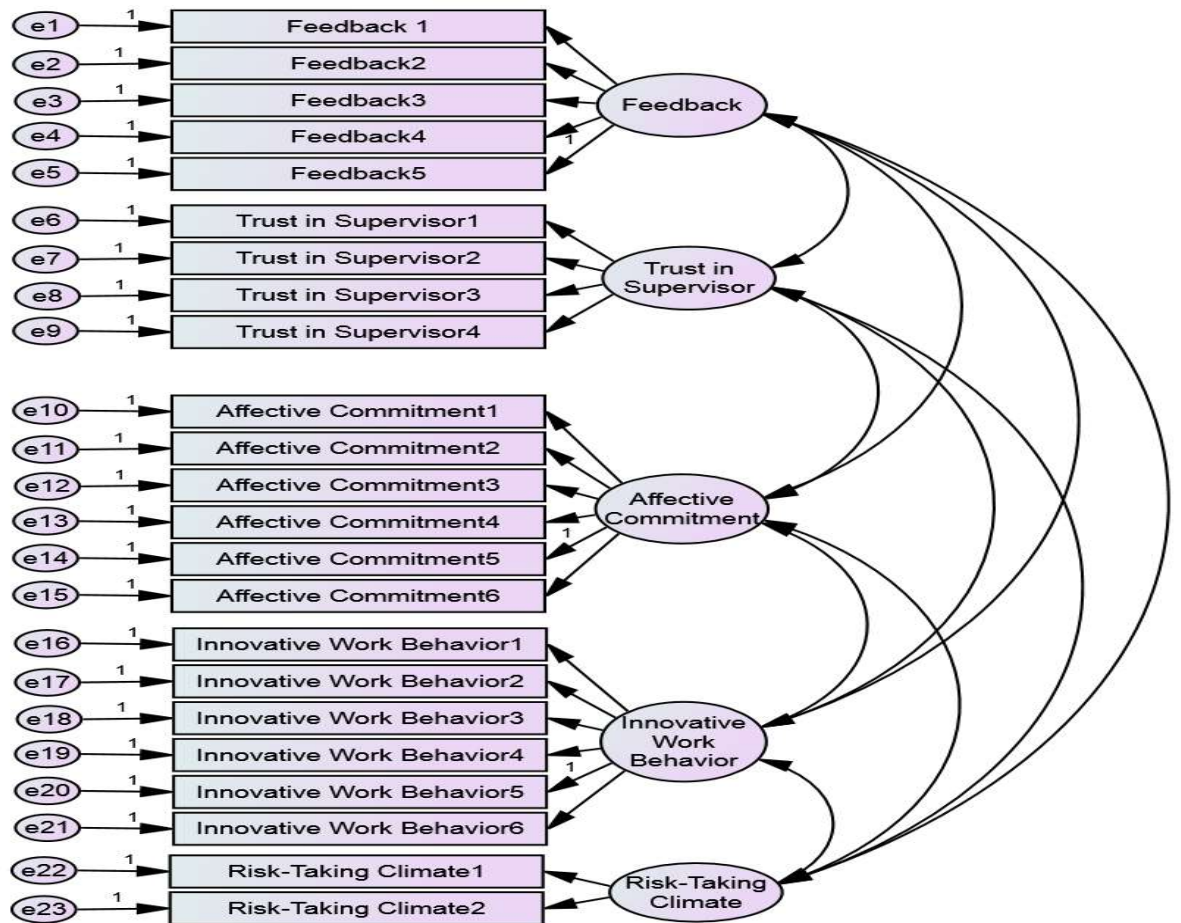 e1 1 Feedback 1
e2 1 Feedback2
e3 1 Feedback3
e4 1 Feedback4
1
e5 1 Feedback5
Feedback
e6 1 Trust in Supervisor1
e7 1 Trust in Supervisor2
e8 1 Trust in Supervisor3
e9 1 Trust in Supervisor4
Trust in
Supervisor
e10 1 Affective Commitment1
e11 1 Affective Commitment2
e12 1 Affective Commitment3
e13 1 Affective Commitment4
e14 1 Affective Commitment5 1
e15 1 Affective Commitment6
Affective
Commitment
e16 1 Innovative Work Behavior1
e17 1 Innovative Work Behavior2
e18 1 Innovative Work Behavior3
e19 1 Innovative Work Behavior4
e20 1 Innovative Work Behavior5 1
e21 1 Innovative Work Behavior6
Innovative
Work
Behavior
e22 1 Risk-Taking Climate1
e23 1 Risk-Taking Climate2
Risk-Taking
Climate